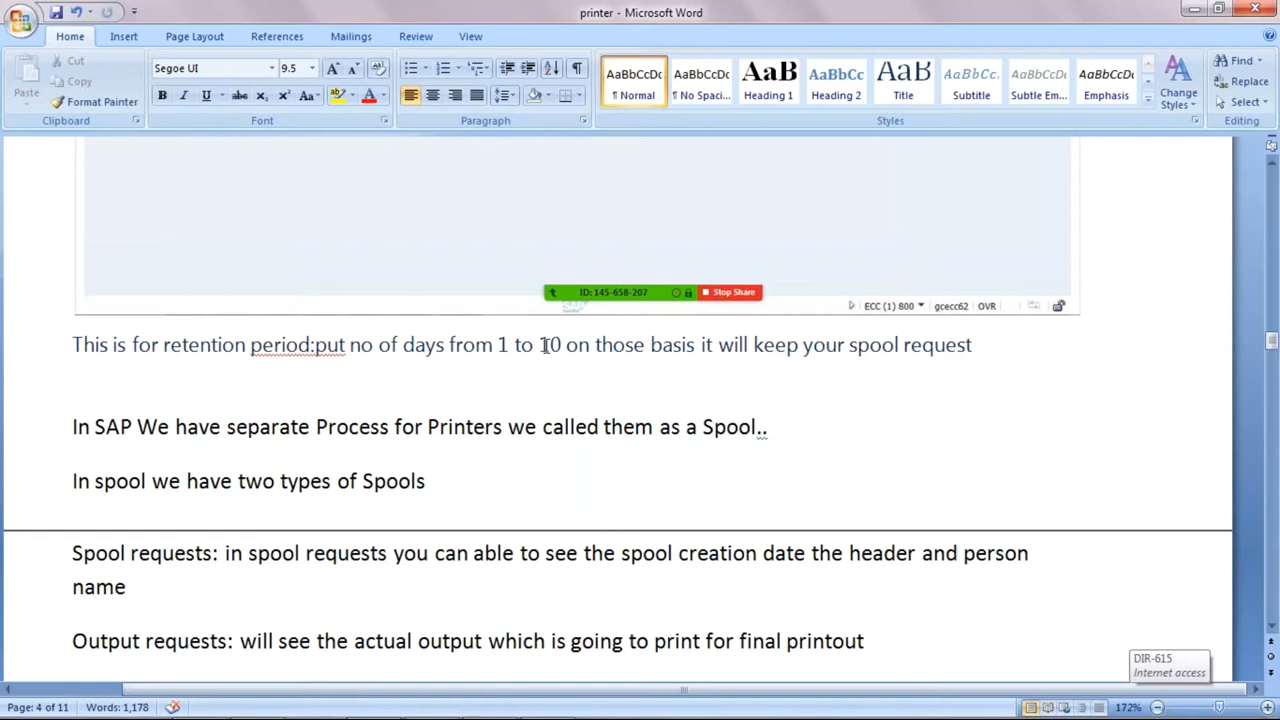 printer - Microsoft Word
Home Insert Page Layout References Mailings Review View
Cut
Copy
Paste
Format Painter
Clipboard
Segoe UI 9.5
Font
Paragraph
AaBbCcDc AaBbCcDc AaB AaBbCc AaB AaBbCc. AaBbCcDc AaBbCcDc
¶ Normal ¶ No Spaci... Heading 1 Heading 2 Title Subtitle Subtle Em... Emphasis
Change
Styles
Styles
Find
Replace
Select
Editing
ID: 145-658-207 Stop Share
SAP ECC (1) 800 gcecc62 OVR
This is for retention period:put no of days from 1 to 10 on those basis it will keep your spool request
In SAP We have separate Process for Printers we called them as a Spool..
In spool we have two types of Spools
Spool requests: in spool requests you can able to see the spool creation date the header and person
name
Output requests: will see the actual output which is going to print for final printout
DIR-615
Internet access
Page: 4 of 11 Words: 1,178 172%